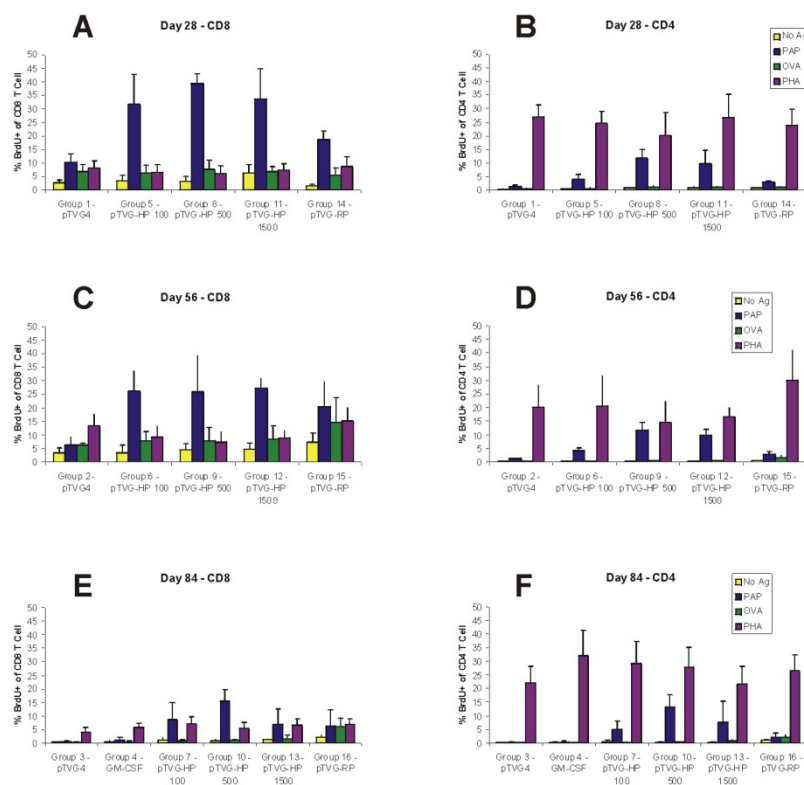 A
Day 28 - CD8
% BrdU+ of CD8 T Cell
50
45
40
35
30
25
20
15
10
5
0
Group 1 - pTVG4
Group 5 - pTVG-HP 100
Group 8 - pTVG-HP 500
Group 11 - pTVG-HP 1500
Group 14 - pTVG-RP
B
Day 28 - CD4
% BrdU+ of CD4 T Cell
50
45
40
35
30
25
20
15
10
5
0
Group 1 - pTVG4
Group 5 - pTVG-HP 100
Group 8 - pTVG-HP 500
Group 11 - pTVG-HP 1500
Group 14 - pTVG-RP
No Ag
PAP
OVA
PHA
C
Day 56 - CD8
% BrdU+ of CD8 T Cell
50
45
40
35
30
25
20
15
10
5
0
Group 2 - pTVG4
Group 6 - pTVG-HP 100
Group 9 - pTVG-HP 500
Group 12 - pTVG-HP 1500
Group 15 - pTVG-RP
D
Day 56 - CD4
% BrdU+ of CD4 T Cell
50
45
40
35
30
25
20
15
10
5
0
Group 2 - pTVG4
Group 6 - pTVG-HP 100
Group 9 - pTVG-HP 500
Group 12 - pTVG-HP 1500
Group 15 - pTVG-RP
No Ag
PAP
OVA
PHA
E
Day 84 - CD8
% BrdU+ of CD8 T Cell
50
45
40
35
30
25
20
15
10
5
0
Group 3 - pTVG4
Group 4 - GM-CSF
Group 7 - pTVG-HP 100
Group 10 - pTVG-HP 500
Group 13 - pTVG-HP 1500
Group 16 - pTVG-RP
F
Day 84 - CD4
% BrdU+ of CD4 T Cell
50
45
40
35
30
25
20
15
10
5
0
Group 3 - pTVG4
Group 4 - GM-CSF
Group 7 - pTVG-HP 100
Group 10 - pTVG-HP 500
Group 13 - pTVG-HP 1500
Group 16 - pTVG-RP
No Ag
PAP
OVA
PHA